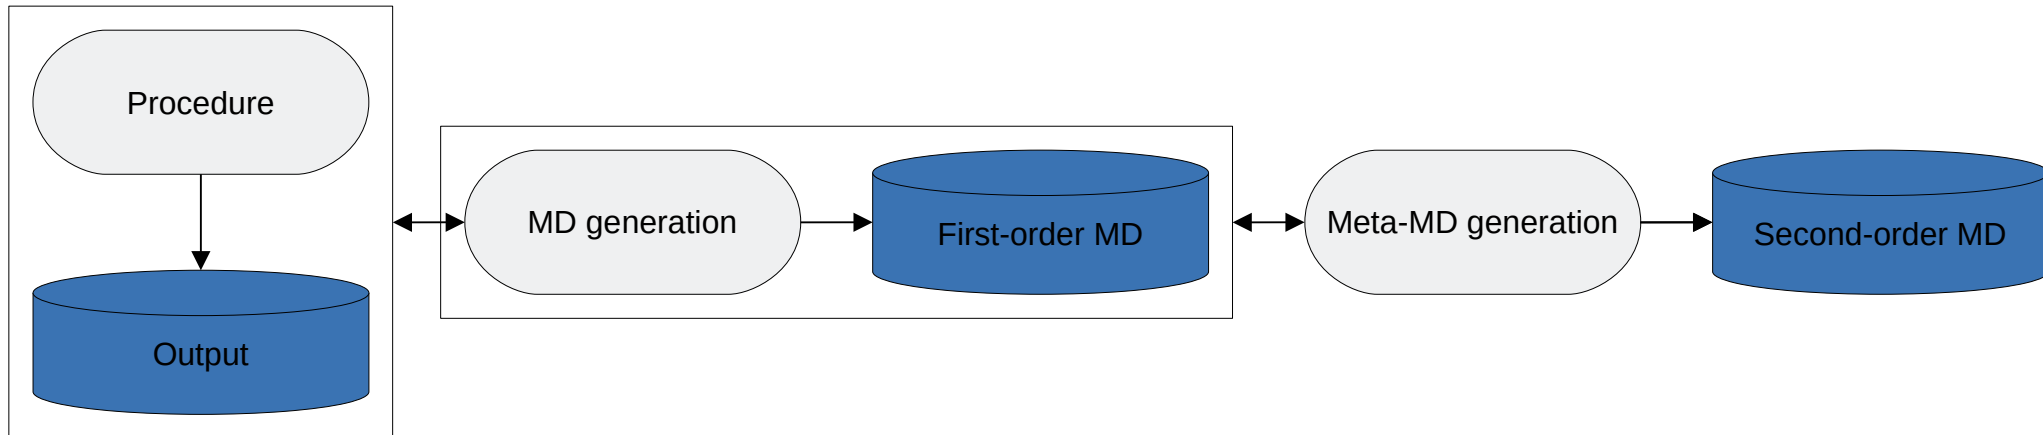 Procedure
Output
MD generation
First-order MD
Meta-MD generation
Second-order MD